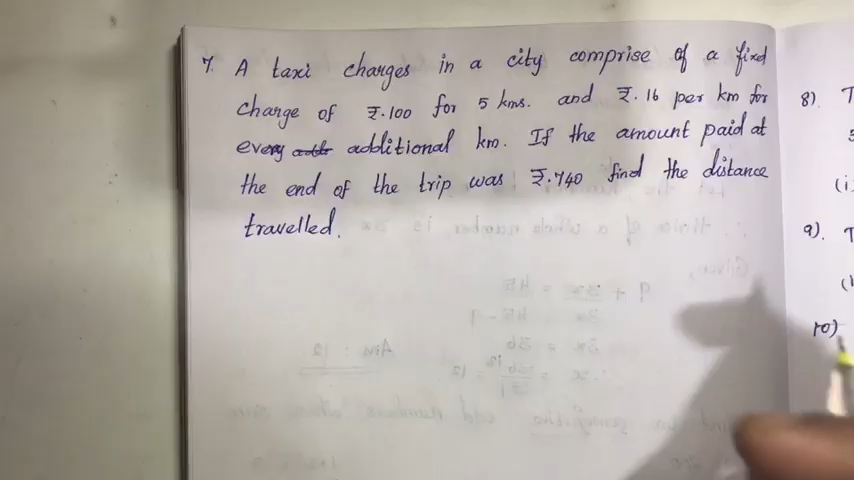 7. A taxi charges in a city comprise of a fixed
charge of ₹.100 for 5 kms. and ₹.16 per km for
every additional km. If the amount paid at
the end of the trip was ₹.740 find the distance
travelled.
8). T
5
(i
9). T
(
10)